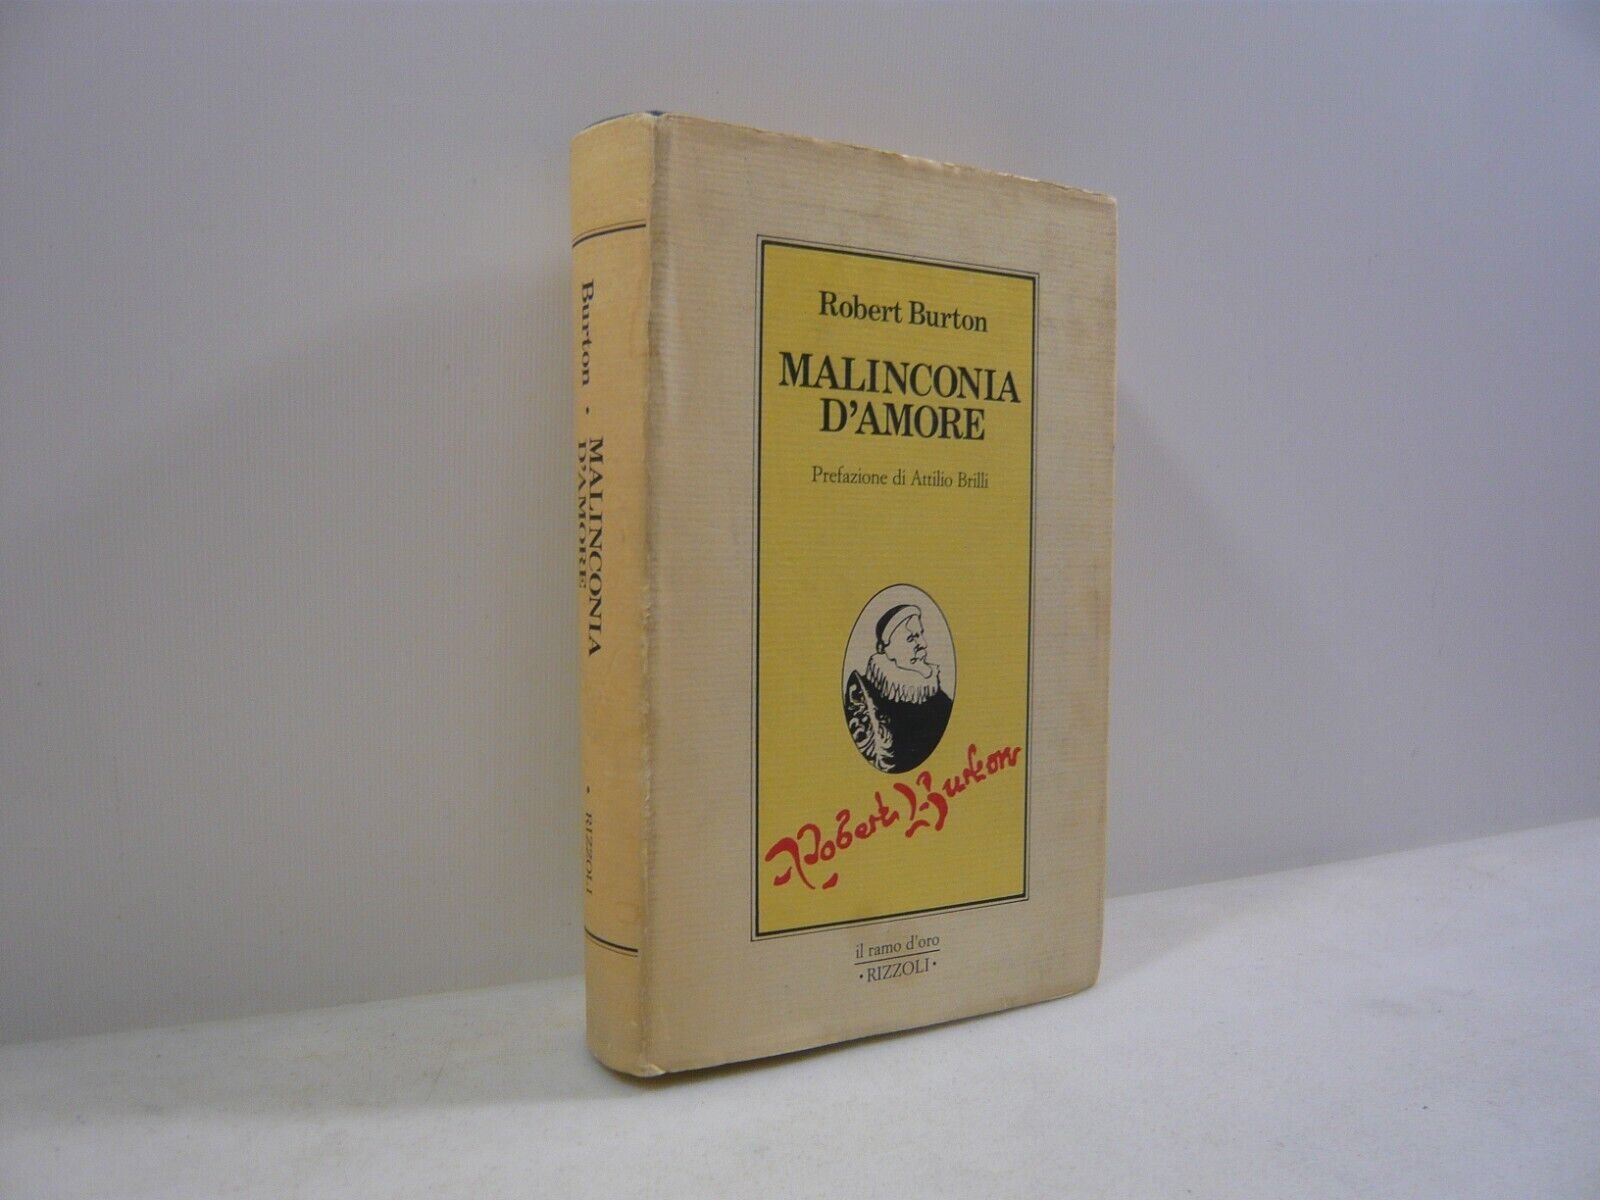 Burton · MALINCONIA
D'AMORE
· RIZZOLI
Robert Burton
MALINCONIA
D'AMORE
Prefazione di Attilio Brilli
Robert Burton
il ramo d'oro
· RIZZOLI ·